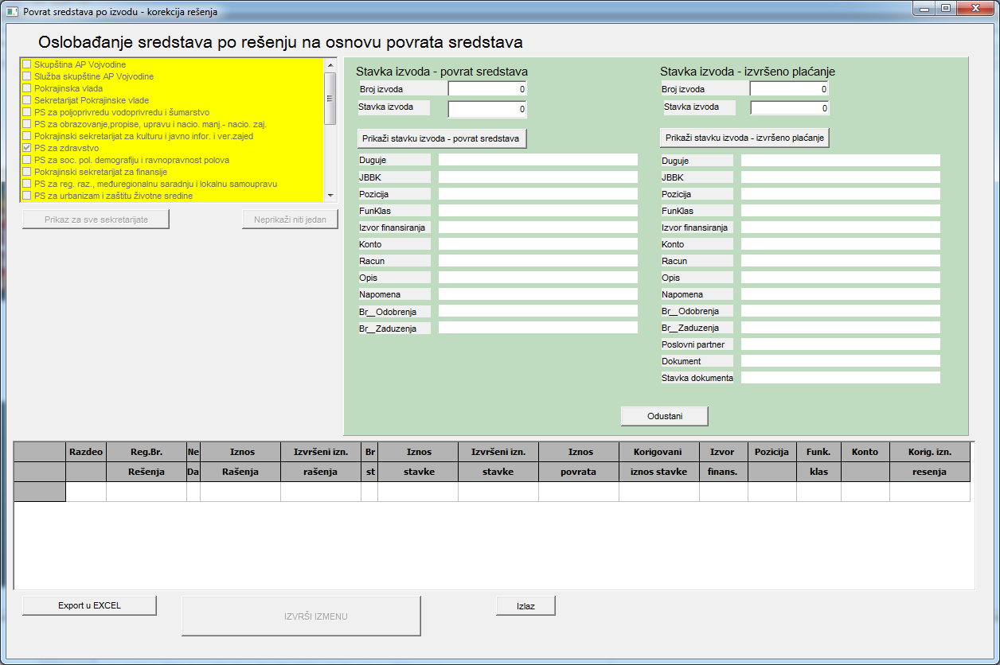 Povrat sredstava po izvodu - korekcija rešenja
Oslobađanje sredstava po rešenju na osnovu povrata sredstava
Skupština AP Vojvodine
Služba skupštine AP Vojvodine
Pokrajinska vlada
Sekretarijat Pokrajinske vlade
PS za poljoprivredu vodoprivredu i šumarstvo
PS za obrazovanje,propise, upravu i nacio. manj.- nacio. zaj.
Pokrajinski sekretarijat za kulturu i javno infor. i ver.zajed
PS za zdravstvo
PS za soc. pol. demografiju i ravnopravnost polova
Pokrajinski sekretarijat za finansije
PS za reg. raz., međuregionalnu saradnju i lokalnu samoupravu
PS za urbanizam i zaštitu životne sredine
Prikaz za sve sekretarijate
Neprikaži niti jedan
Stavka izvoda - povrat sredstava
Broj izvoda 0
Stavka izvoda 0
Prikaži stavku izvoda - povrat sredstava
Duguje
JBBK
Pozicija
FunKlas
Izvor finansiranja
Konto
Racun
Opis
Napomena
Br__Odobrenja
Br__Zaduzenja
Stavka izvoda - izvršeno plaćanje
Broj izvoda 0
Stavka izvoda 0
Prikaži stavku izvoda - izvršeno plaćanje
Duguje
JBBK
Pozicija
FunKlas
Izvor finansiranja
Konto
Racun
Opis
Napomena
Br__Odobrenja
Br__Zaduzenja
Poslovni partner
Dokument
Stavka dokumenta
Odustani
Razdeo Reg.Br. Ne Iznos Izvršeni izn. Br Iznos Izvršeni izn. Iznos Korigovani Izvor Pozicija Funk. Konto Korig. izn.
Rešenja Da Rašenja rašenja st stavke stavke povrata iznos stavke finans. klas resenja
Export u EXCEL
IZVRŠI IZMENU
Izlaz